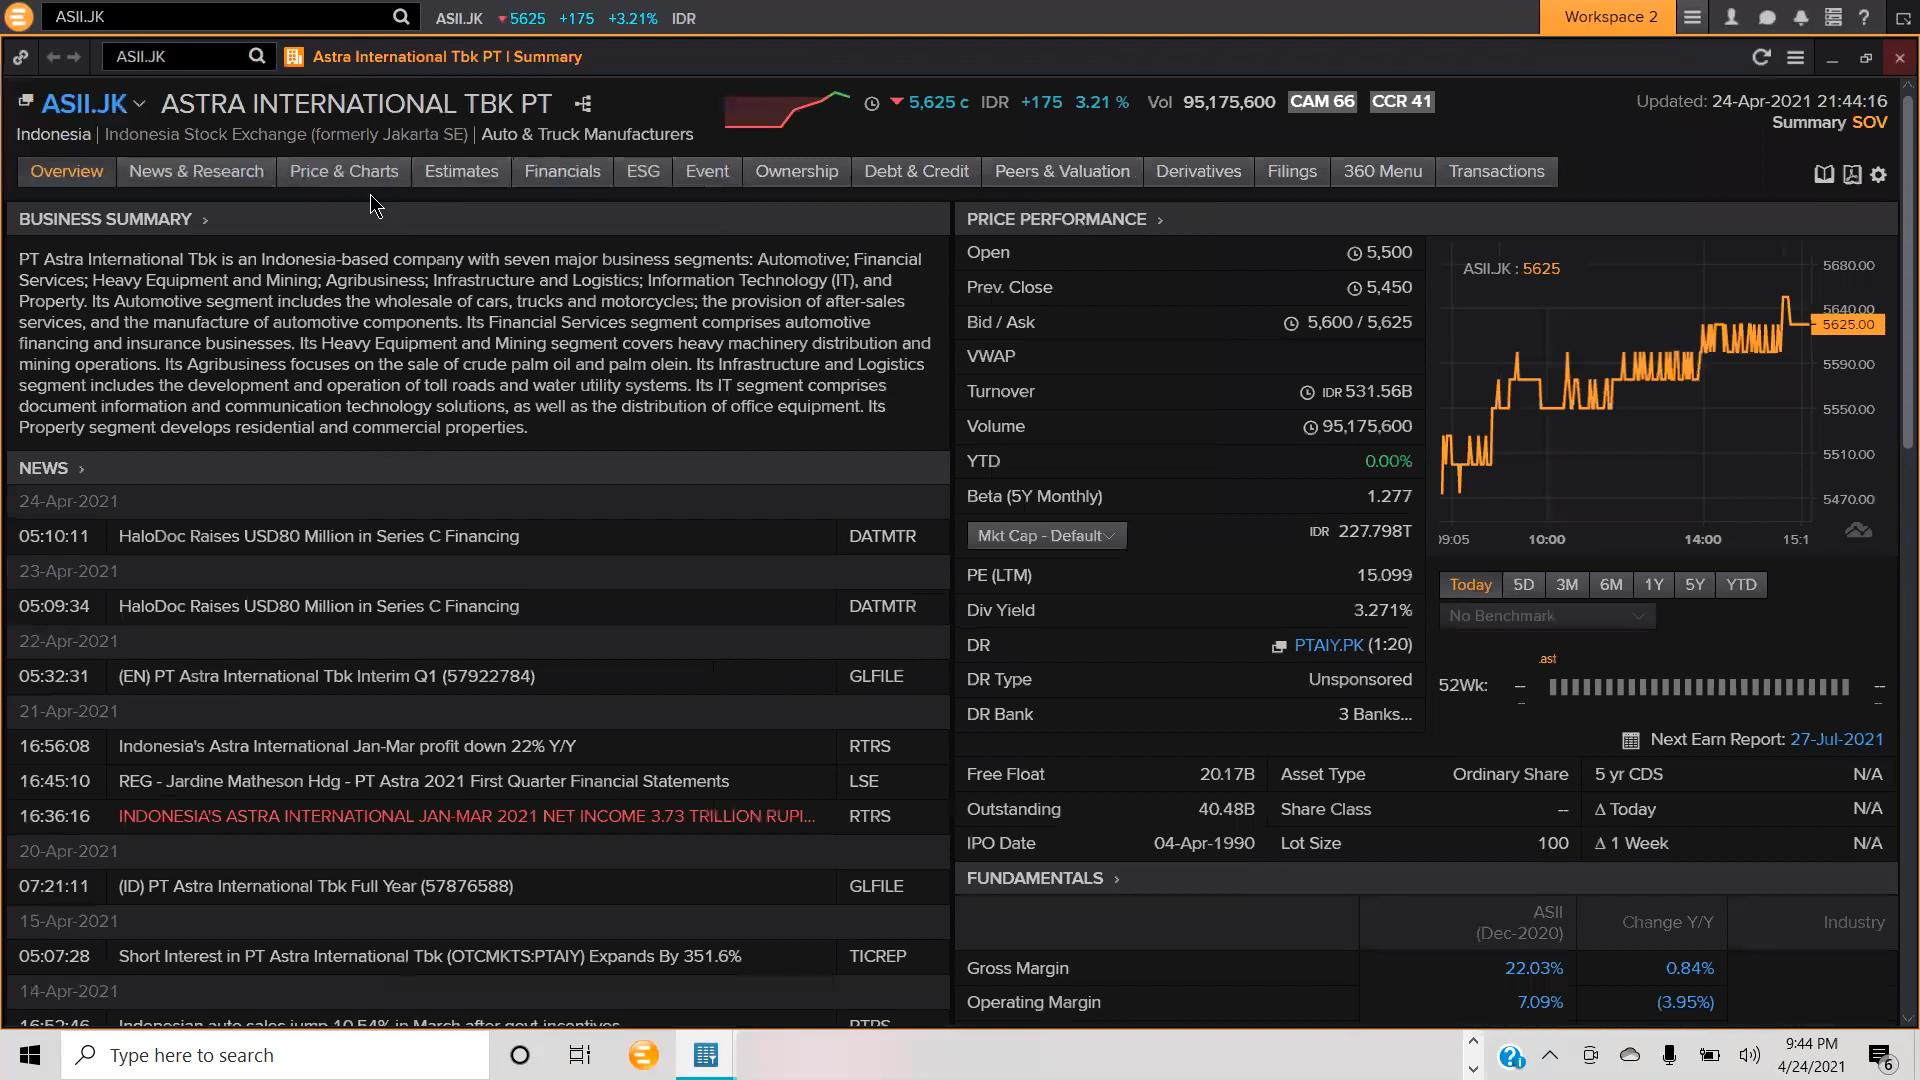 ASII.JK
ASII.JK 5625 +175 +3.21% IDR
Workspace 2
ASII.JK
Astra International Tbk PT | Summary
ASII.JK ASTRA INTERNATIONAL TBK PT
5,625 c IDR +175 3.21 % Vol 95,175,600 CAM 66 CCR 41
Updated: 24-Apr-2021 21:44:16
Summary SOV
Indonesia | Indonesia Stock Exchange (formerly Jakarta SE) | Auto & Truck Manufacturers
Overview News & Research Price & Charts Estimates Financials ESG Event Ownership Debt & Credit Peers & Valuation Derivatives Filings 360 Menu Transactions
BUSINESS SUMMARY
PT Astra International Tbk is an Indonesia-based company with seven major business segments: Automotive; Financial
Services; Heavy Equipment and Mining; Agribusiness; Infrastructure and Logistics; Information Technology (IT), and
Property. Its Automotive segment includes the wholesale of cars, trucks and motorcycles; the provision of after-sales
services, and the manufacture of automotive components. Its Financial Services segment comprises automotive
financing and insurance businesses. Its Heavy Equipment and Mining segment covers heavy machinery distribution and
mining operations. Its Agribusiness focuses on the sale of crude palm oil and palm olein. Its Infrastructure and Logistics
segment includes the development and operation of toll roads and water utility systems. Its IT segment comprises
document information and communication technology solutions, as well as the distribution of office equipment. Its
Property segment develops residential and commercial properties.
NEWS
24-Apr-2021
05:10:11 HaloDoc Raises USD80 Million in Series C Financing DATMTR
23-Apr-2021
05:09:34 HaloDoc Raises USD80 Million in Series C Financing DATMTR
22-Apr-2021
05:32:31 (EN) PT Astra International Tbk Interim Q1 (57922784) GLFILE
21-Apr-2021
16:56:08 Indonesia's Astra International Jan-Mar profit down 22% Y/Y RTRS
16:45:10 REG - Jardine Matheson Hdg - PT Astra 2021 First Quarter Financial Statements LSE
16:36:16 INDONESIA'S ASTRA INTERNATIONAL JAN-MAR 2021 NET INCOME 3.73 TRILLION RUPI... RTRS
20-Apr-2021
07:21:11 (ID) PT Astra International Tbk Full Year (57876588) GLFILE
15-Apr-2021
05:07:28 Short Interest in PT Astra International Tbk (OTCMKTS:PTAIY) Expands By 351.6% TICREP
14-Apr-2021
16:52:46 Indonesian auto sales jump 10.54% in March after govt incentives RTRS
PRICE PERFORMANCE
Open 5,500
Prev. Close 5,450
Bid / Ask 5,600 / 5,625
VWAP
Turnover IDR 531.56B
Volume 95,175,600
YTD 0.00%
Beta (5Y Monthly) 1.277
Mkt Cap - Default IDR 227.798T
PE (LTM) 15.099
Div Yield 3.271%
DR PTAIY.PK (1:20)
DR Type Unsponsored
DR Bank 3 Banks...
ASII.JK : 5625
5680.00
5640.00
5625.00
5590.00
5550.00
5510.00
5470.00
09:05 10:00 14:00 15:1
Today 5D 3M 6M 1Y 5Y YTD
No Benchmark
.ast
52Wk: -- --
-- --
Next Earn Report: 27-Jul-2021
Free Float 20.17B Asset Type Ordinary Share 5 yr CDS N/A
Outstanding 40.48B Share Class -- Δ Today N/A
IPO Date 04-Apr-1990 Lot Size 100 Δ 1 Week N/A
FUNDAMENTALS
ASII
(Dec-2020) Change Y/Y Industry
Gross Margin 22.03% 0.84%
Operating Margin 7.09% (3.95%)
Type here to search
9:44 PM
4/24/2021
6